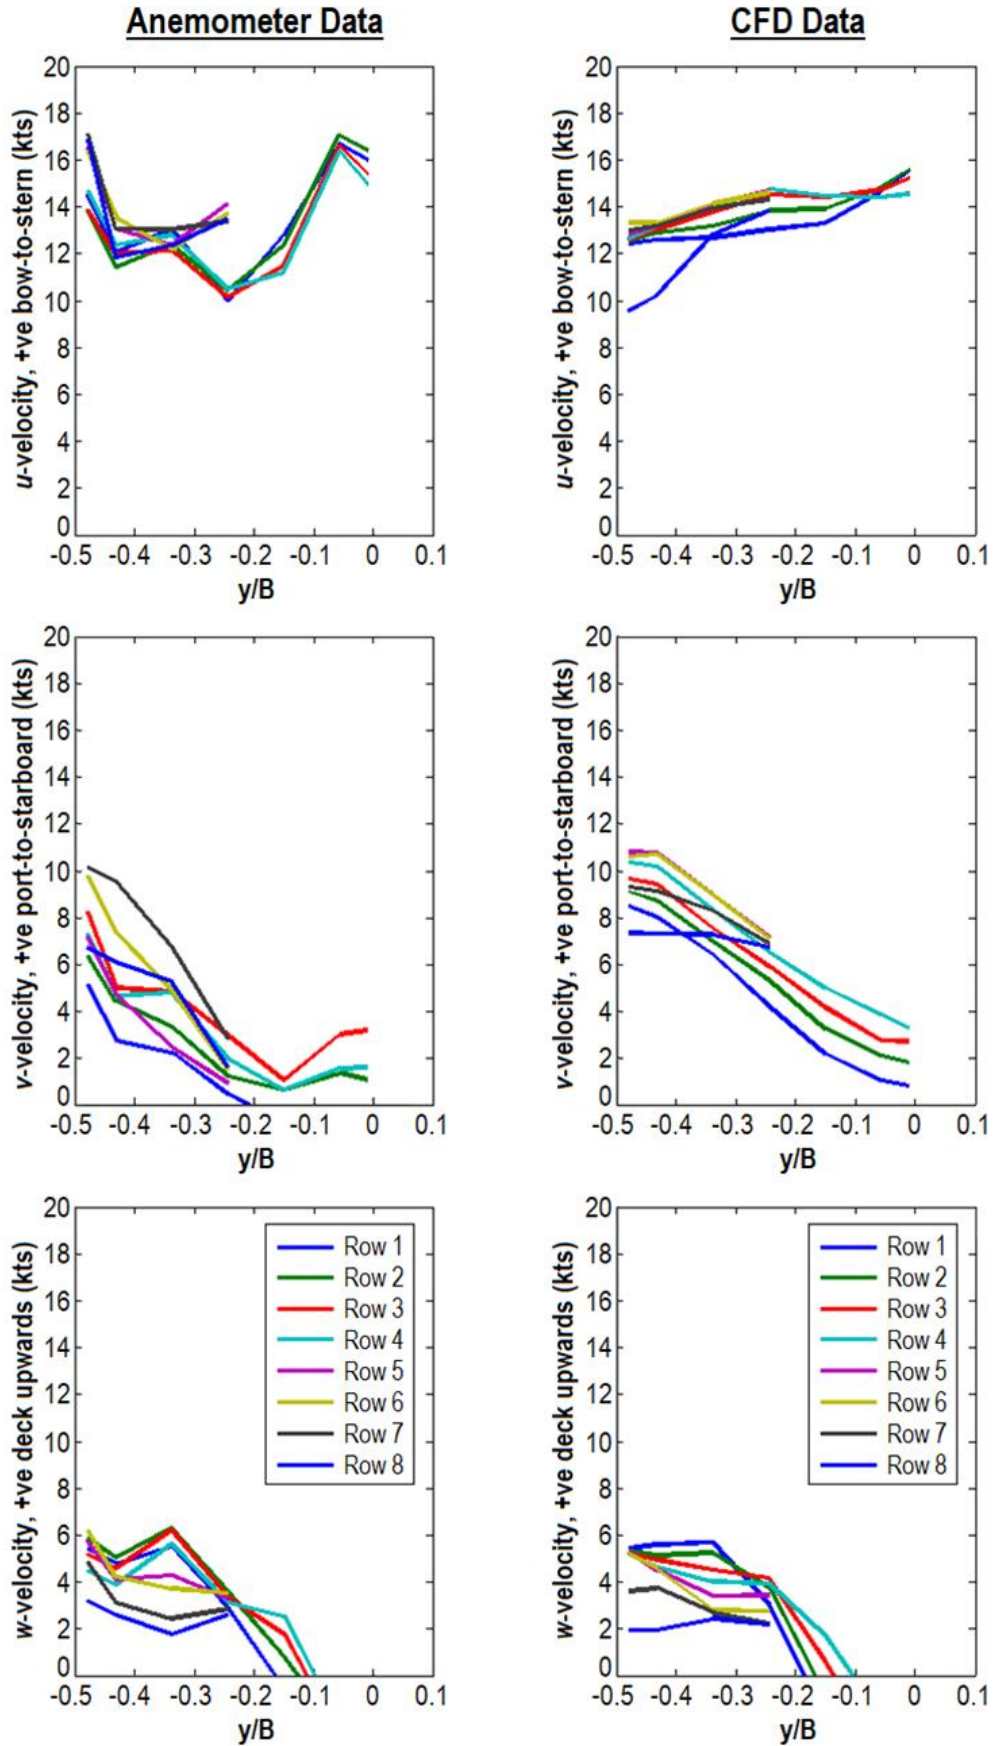 Anemometer Data
CFD Data
u-velocity, +ve bow-to-stern (kts)
20
18
16
14
12
10
8
6
4
2
0
-0.5 -0.4 -0.3 -0.2 -0.1 0 0.1
y/B
u-velocity, +ve bow-to-stern (kts)
20
18
16
14
12
10
8
6
4
2
0
-0.5 -0.4 -0.3 -0.2 -0.1 0 0.1
y/B
v-velocity, +ve port-to-starboard (kts)
20
18
16
14
12
10
8
6
4
2
0
-0.5 -0.4 -0.3 -0.2 -0.1 0 0.1
y/B
v-velocity, +ve port-to-starboard (kts)
20
18
16
14
12
10
8
6
4
2
0
-0.5 -0.4 -0.3 -0.2 -0.1 0 0.1
y/B
w-velocity, +ve deck upwards (kts)
20
18
16
14
12
10
8
6
4
2
0
Row 1
Row 2
Row 3
Row 4
Row 5
Row 6
Row 7
Row 8
-0.5 -0.4 -0.3 -0.2 -0.1 0 0.1
y/B
w-velocity, +ve deck upwards (kts)
20
18
16
14
12
10
8
6
4
2
0
Row 1
Row 2
Row 3
Row 4
Row 5
Row 6
Row 7
Row 8
-0.5 -0.4 -0.3 -0.2 -0.1 0 0.1
y/B